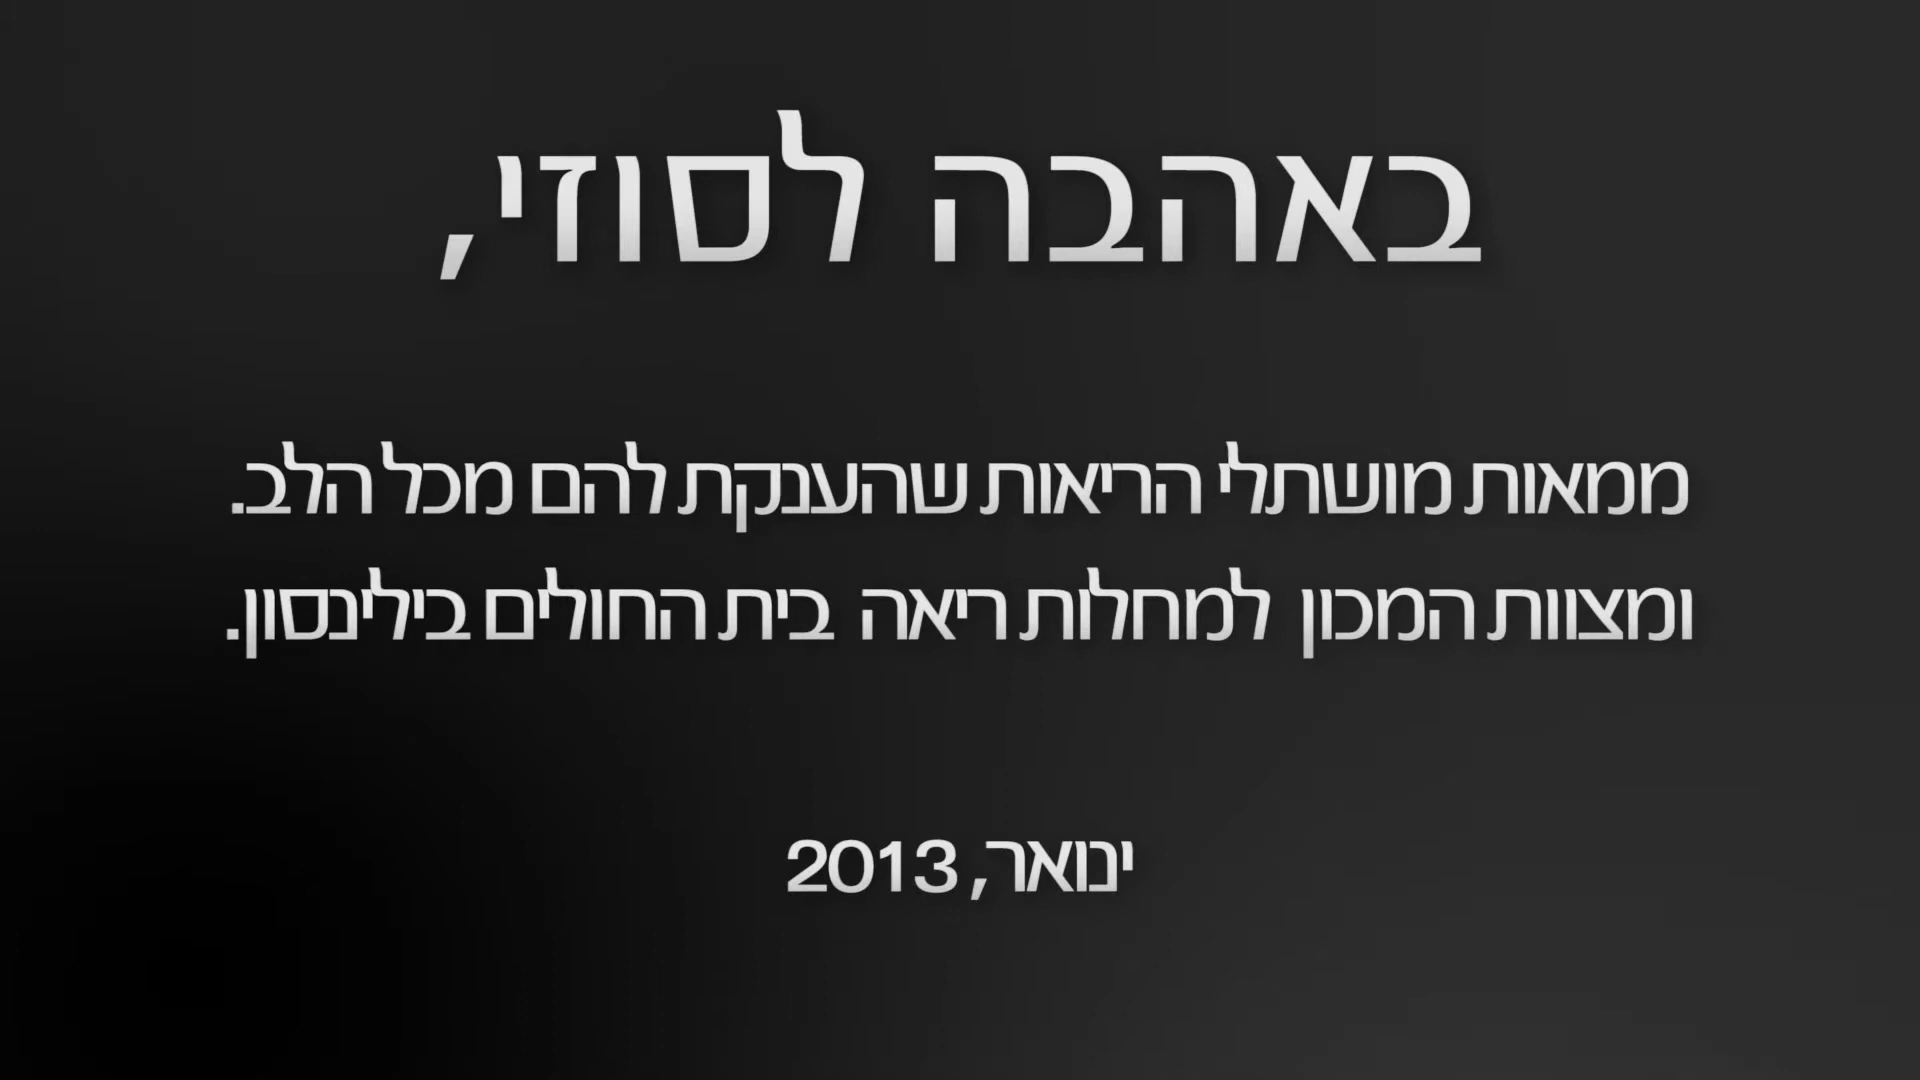 באהבה לסוזי,
ממאות מושתלי הריאות שהענקת להם מכל הלב.
ומצוות המכון למחלות ריאה בית החולים בילינסון.
ינואר, 2013